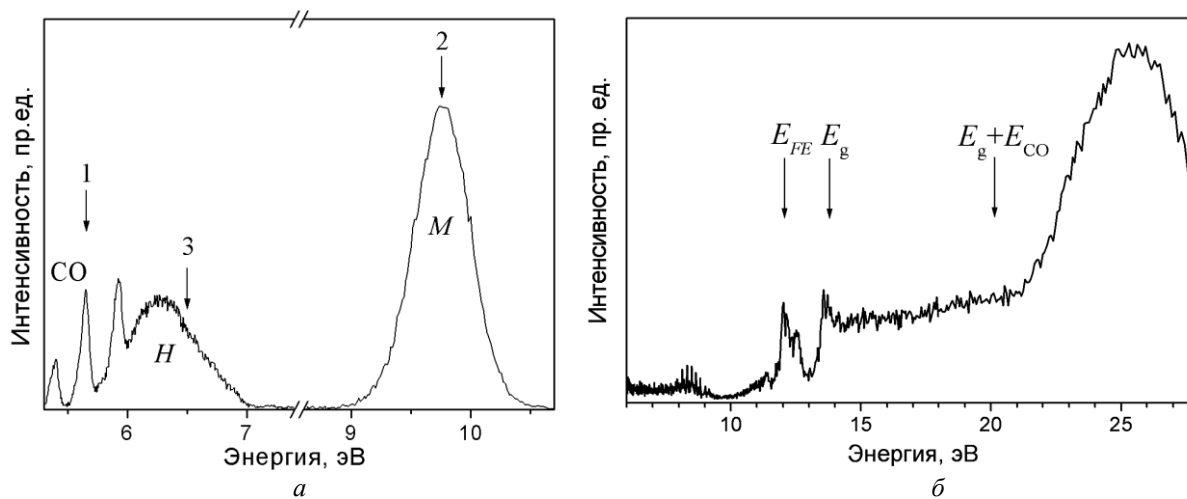 Интенсивность, пр.ед.
1
CO
3
H
2
M
6
7
9
10
Энергия, эВ
а
Интенсивность, пр. ед.
E_FE E_g
E_g+E_CO
10
15
20
25
Энергия, эВ
б